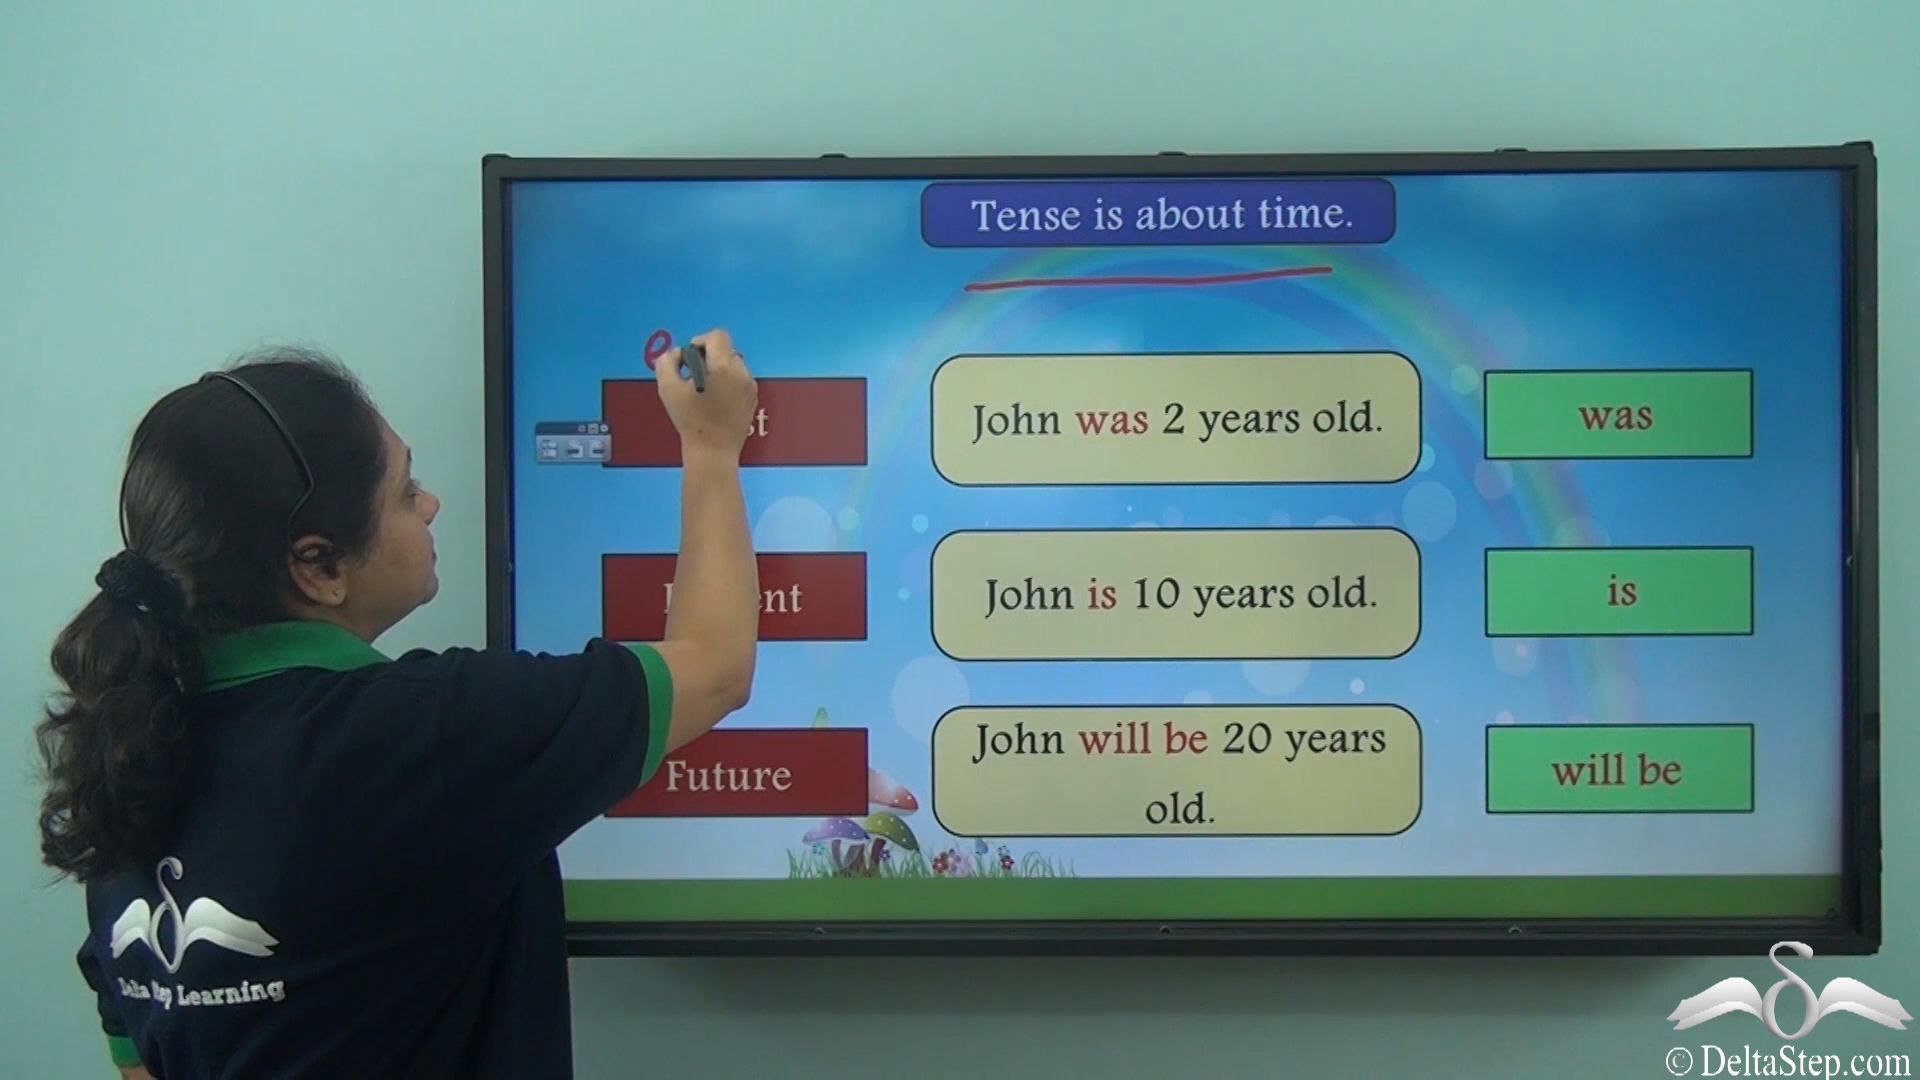 Tense is about time.
John was 2 years old.
was
John is 10 years old.
is
Future
John will be 20 years
old.
will be
Learning
© DeltaStep.com